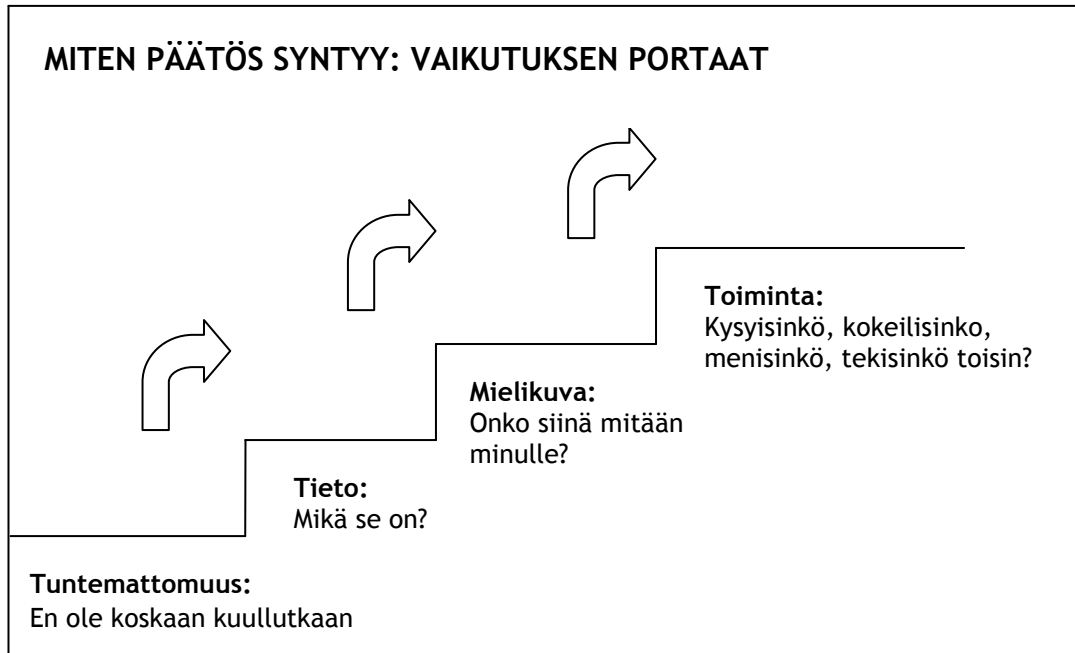 MITEN PÄÄTÖS SYNTYY: VAIKUTUKSEN PORTAAT
Toiminta:
Kysyisinkö, kokeilisinko,
menisinkö, tekisinkö toisin?
Mielikuva:
Onko siinä mitään
minulle?
Tieto:
Mikä se on?
Tuntemattomuus:
En ole koskaan kuullutkaan